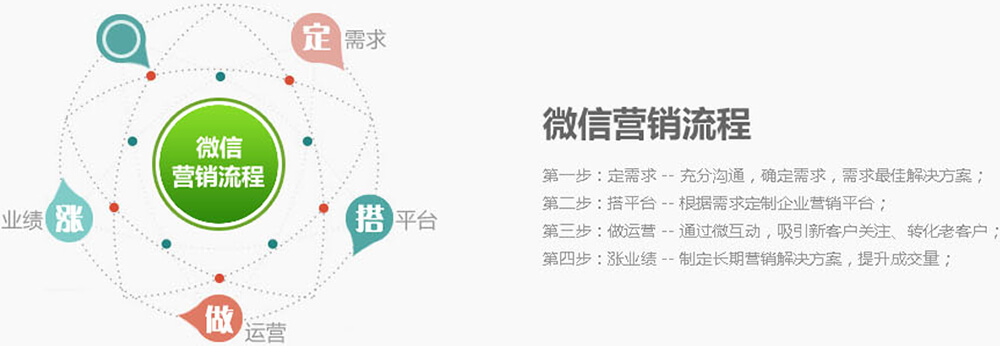 定需求
微信
营销流程
业绩涨
搭平台
做运营
微信营销流程
第一步：定需求 -- 充分沟通，确定需求，需求最佳解决方案；
第二步：搭平台 -- 根据需求定制企业营销平台；
第三步：做运营 -- 通过微互动，吸引新客户关注、转化老客户；
第四步：涨业绩 -- 制定长期营销解决方案，提升成交量；